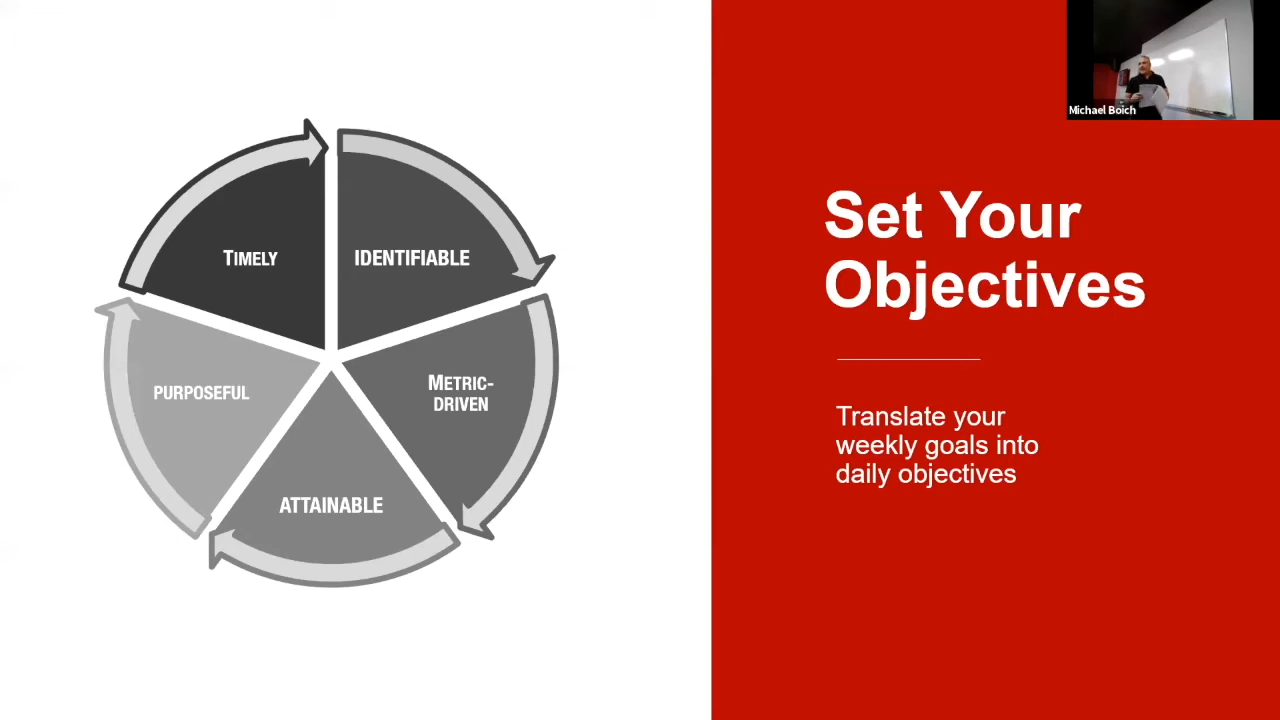 Michael Boich
Set Your
Objectives
Translate your
weekly goals into
daily objectives
TIMELY
IDENTIFIABLE
METRIC-
DRIVEN
ATTAINABLE
PURPOSEFUL